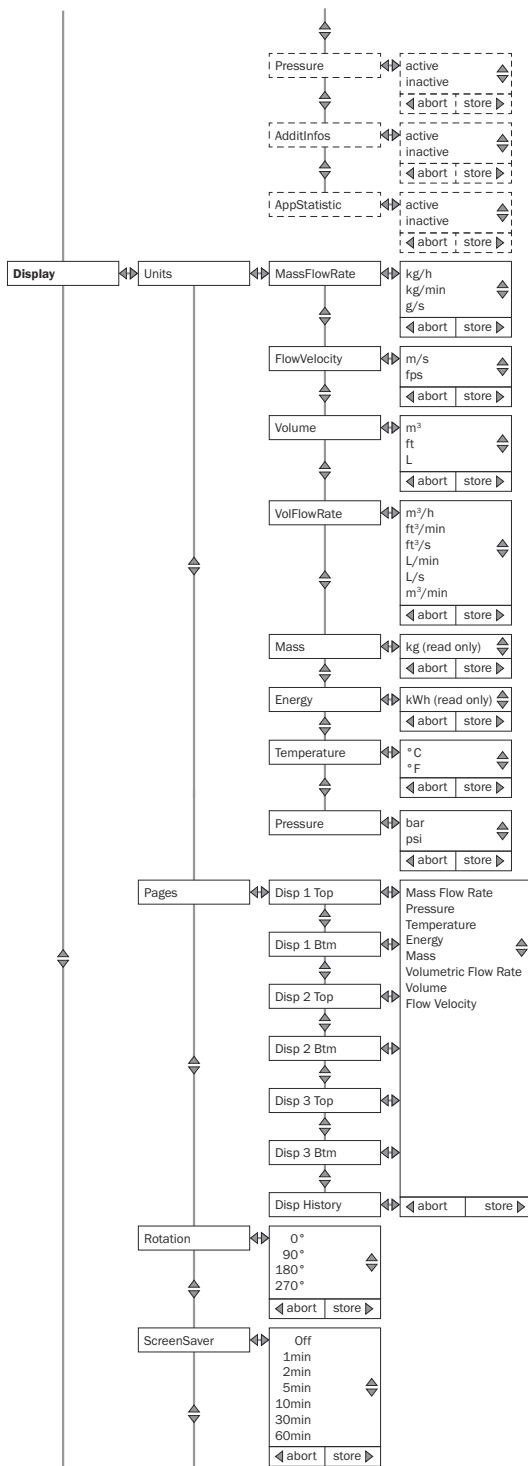 Pressure
active
inactive
abort store
AdditInfos
active
inactive
abort store
AppStatistic
active
inactive
abort store
Display
Units
MassFlowRate
kg/h
kg/min
g/s
abort store
FlowVelocity
m/s
fps
abort store
Volume
m³
ft
L
abort store
VolFlowRate
m³/h
ft³/min
ft³/s
L/min
L/s
m³/min
abort store
Mass
kg (read only)
abort store
Energy
kWh (read only)
abort store
Temperature
°C
°F
abort store
Pressure
bar
psi
abort store
Pages
Disp 1 Top
Mass Flow Rate
Pressure
Temperature
Energy
Mass
Volumetric Flow Rate
Volume
Flow Velocity
Disp 1 Btm
Disp 2 Top
Disp 2 Btm
Disp 3 Top
Disp 3 Btm
Disp History
abort store
Rotation
0°
90°
180°
270°
abort store
ScreenSaver
Off
1min
2min
5min
10min
30min
60min
abort store